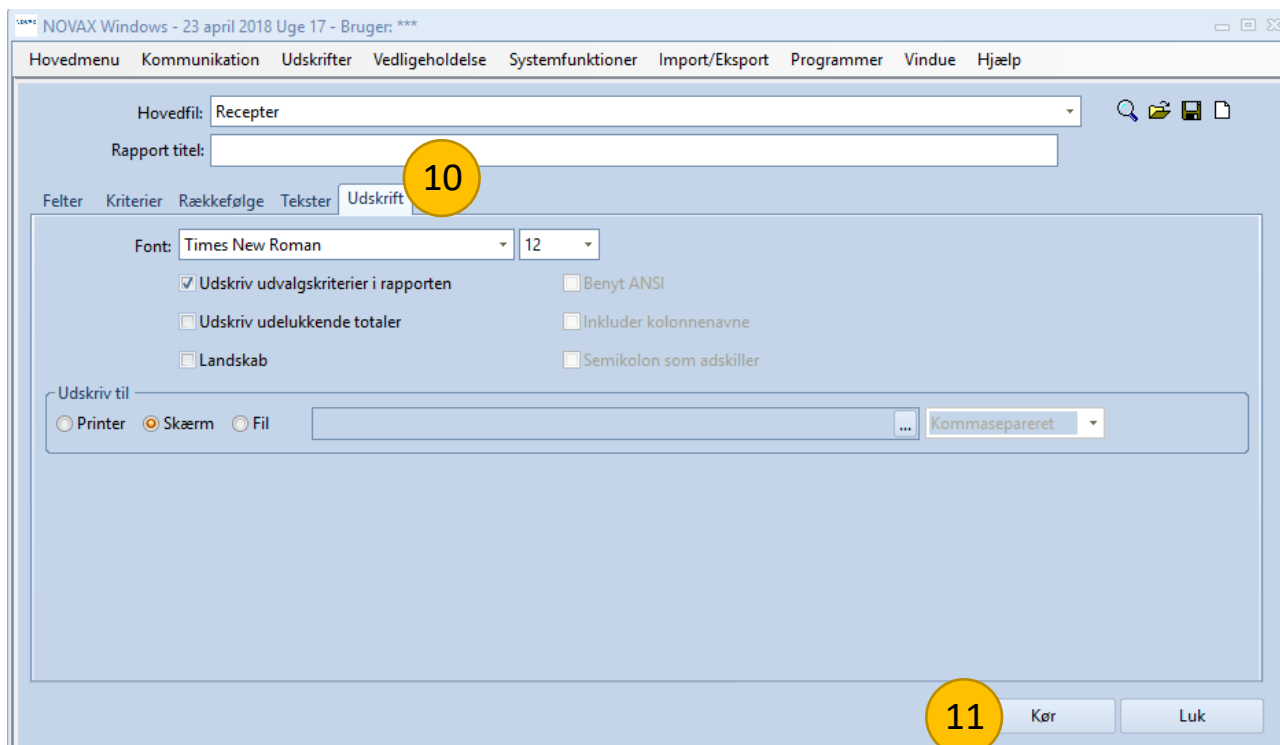 NOVAX Windows - 23 april 2018 Uge 17 - Bruger: ***
Hovedmenu Kommunikation Udskrifter Vedligeholdelse Systemfunktioner Import/Eksport Programmer Vindue Hjælp
Hovedfil: Recepter
Rapport titel:
10
Felter Kriterier Rækkefølge Tekster Udskrift
Font: Times New Roman 12
Udskriv udvalgskriterier i rapporten Benyt ANSI
Udskriv udelukkende totaler Inkluder kolonnenavne
Landskab Semikolon som adskiller
Udskriv til
Printer Skærm Fil ... Kommasepareret
11 Kør Luk